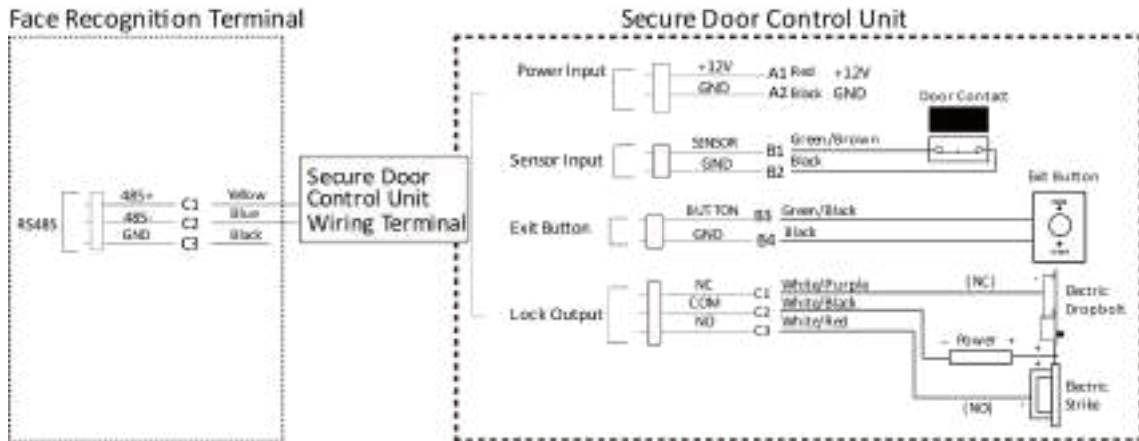 Face Recognition Terminal
Secure Door Control Unit
RS485
485+ C1 Yellow
485- C2 Blue
GND C3 Black
Secure Door
Control Unit
Wiring Terminal
Power Input
+12V A1 Red +12V
GND A2 Black GND
Door Contact
Sensor Input
SENSOR B1 Green/Brown
GND B2 Black
Exit Button
Exit Button
BUTTON B3 Green/Black
GND B4 Black
Lock Output
NC C1 White/Purple (NC)
COM C2 White/Black
NO C3 White/Red
Electric
Dropbolt
- Power +
+
+
-
-
(NO)
Electric
Strike